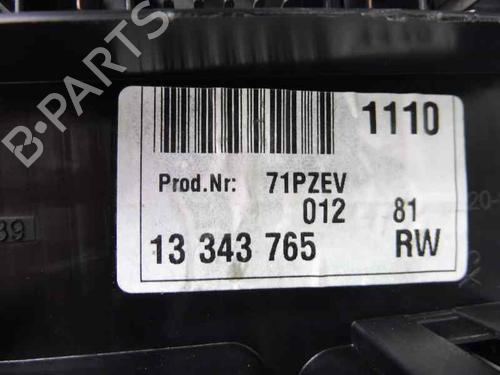 B-PARTS
1110
Prod.Nr: 71PZEV
012 81
13 343 765 RW